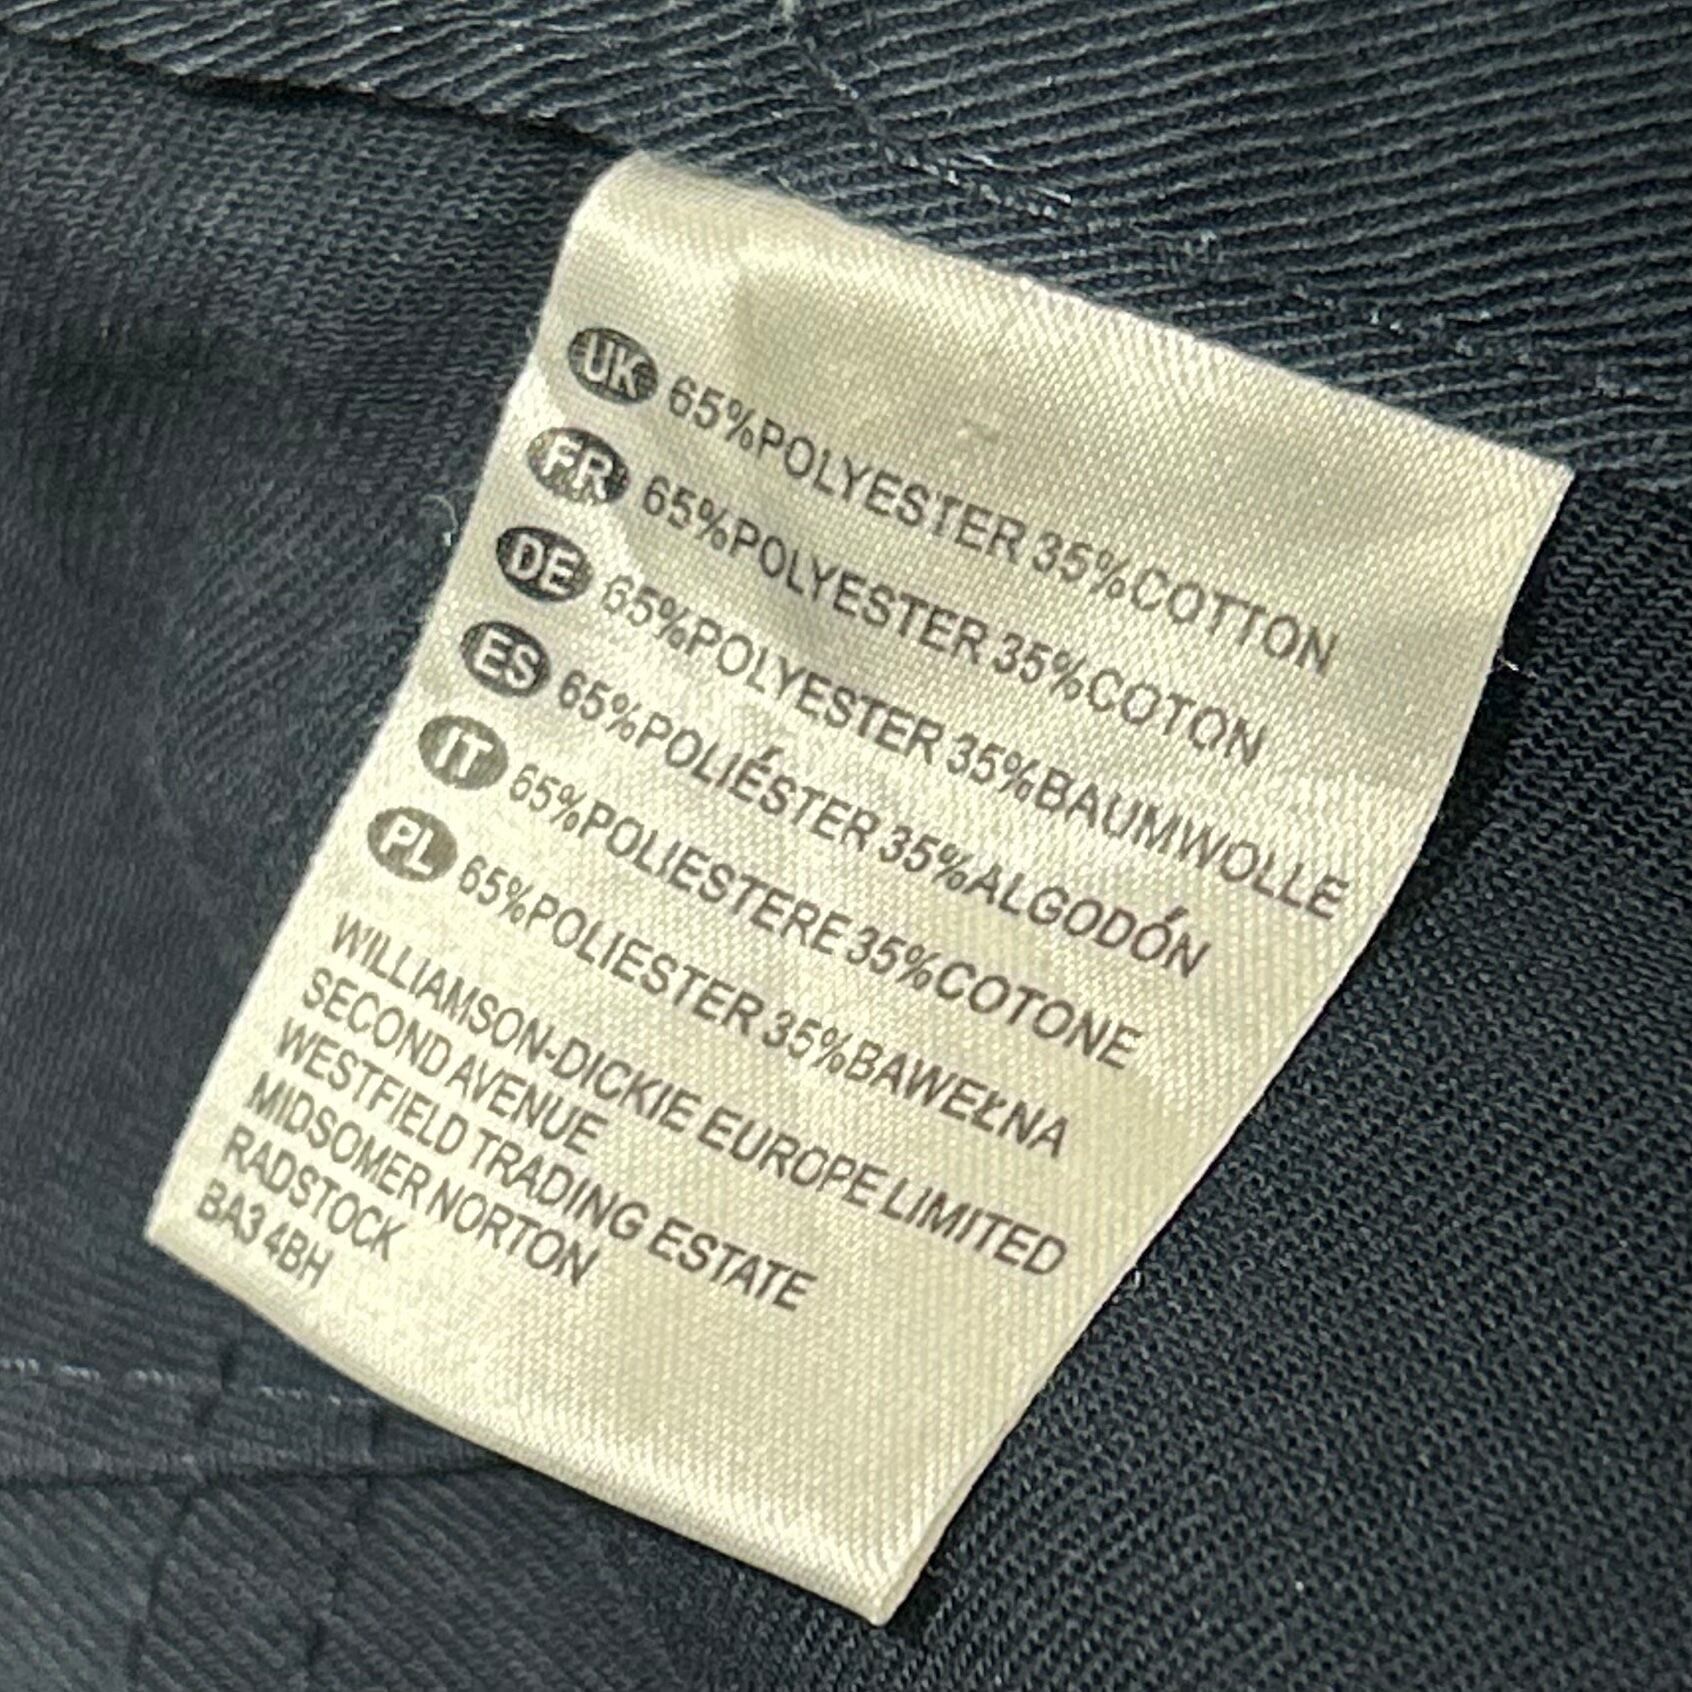 UK 65%POLYESTER 35%COTTON
FR 65%POLYESTER 35%COTON
DE 65%POLYESTER 35%BAUMWOLLE
ES 65%POLIÉSTER 35%ALGODÓN
IT 65%POLIESTERE 35%COTONE
PL 65%POLIESTER 35%BAWEŁNA
WILLIAMSON-DICKIE EUROPE LIMITED
SECOND AVENUE
WESTFIELD TRADING ESTATE
MIDSOMER NORTON
RADSTOCK
BA3 4BH